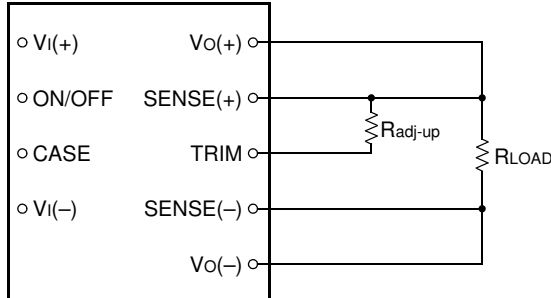 VI(+) VO(+)
ON/OFF SENSE(+)
Radj-up
CASE TRIM
RLOAD
VI(–) SENSE(–)
VO(–)